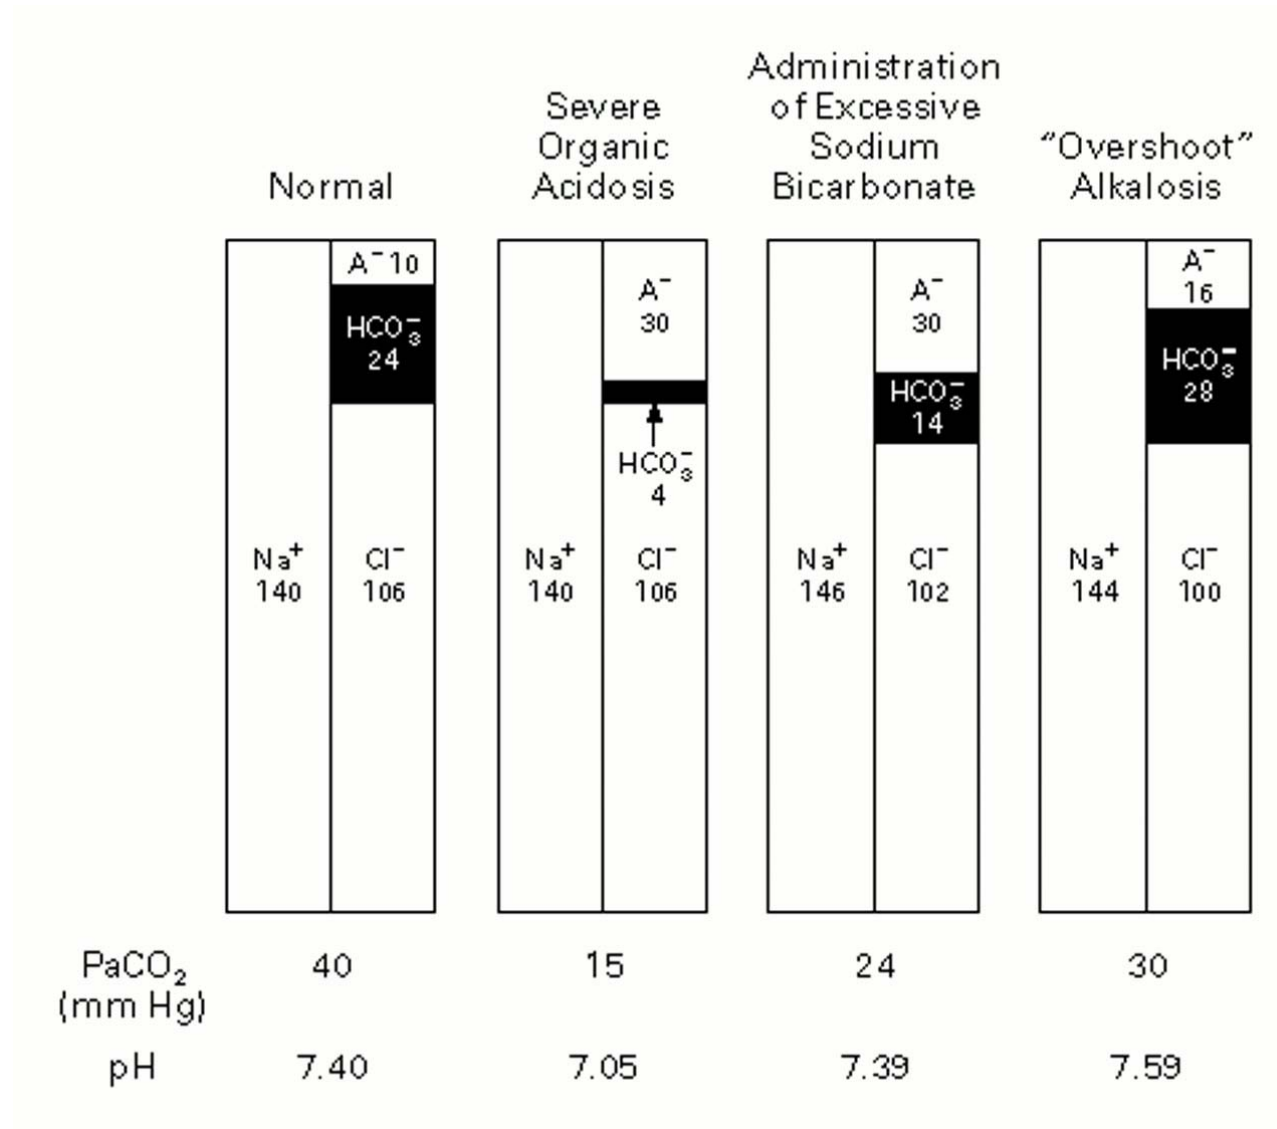 Normal
Severe
Organic
Acidosis
Administration
of Excessive
Sodium
Bicarbonate
“Overshoot”
Alkalosis
A⁻ 10
HCO₃⁻
24
Na⁺
140
Cl⁻
106
A⁻
30
HCO₃⁻
4
Na⁺
140
Cl⁻
106
A⁻
30
HCO₃⁻
14
Na⁺
146
Cl⁻
102
A⁻
16
HCO₃⁻
28
Na⁺
144
Cl⁻
100
PaCO₂ 40 15 24 30
(mm Hg)
pH 7.40 7.05 7.39 7.59